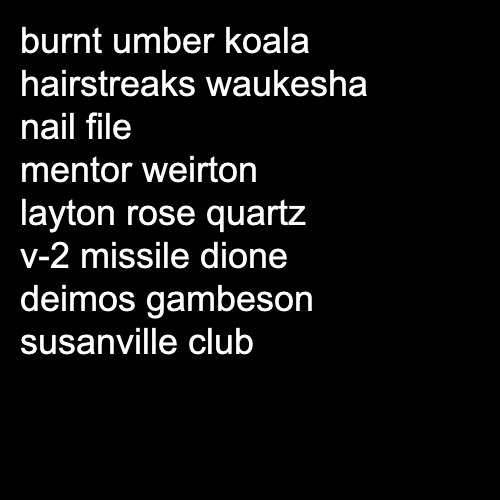 burnt umber koala
hairstreaks waukesha
nail file
mentor weirton
layton rose quartz
v-2 missile dione
deimos gambeson
susanville club